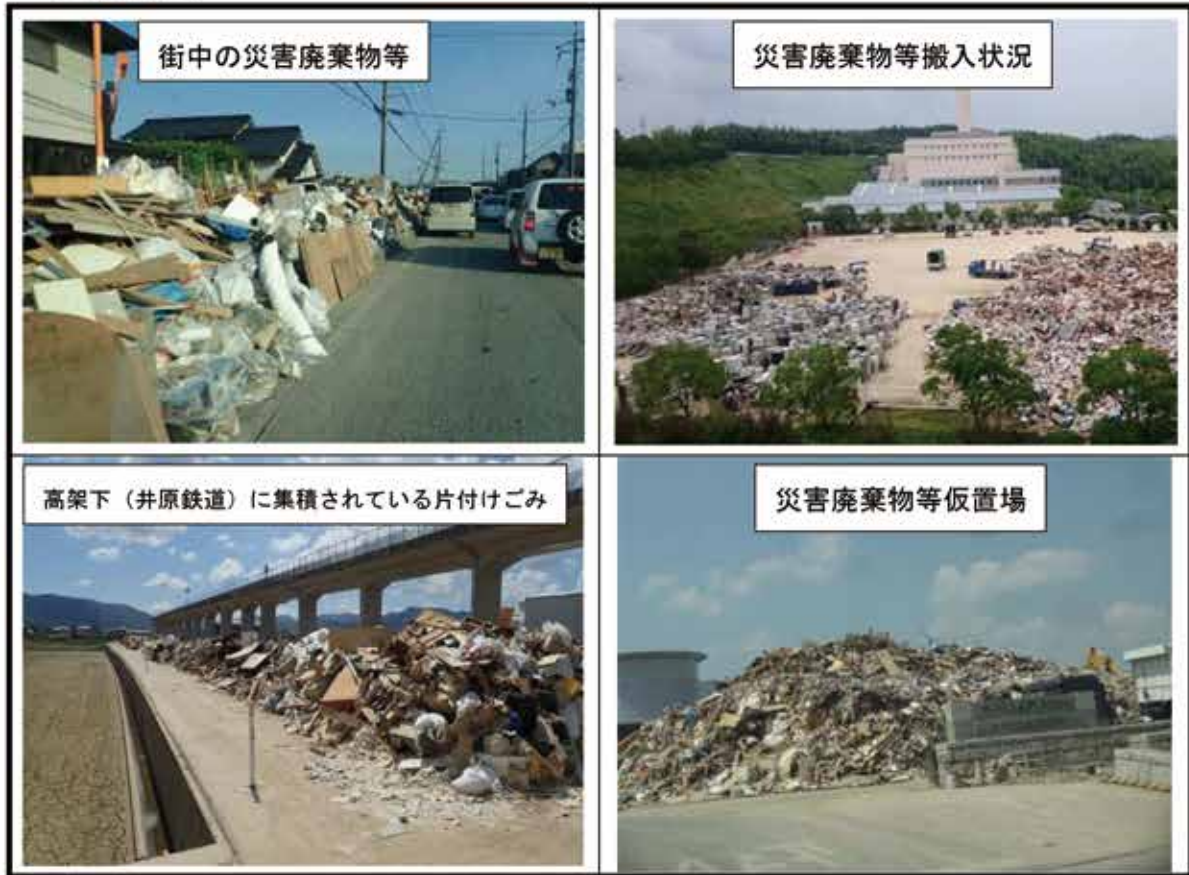 街中の災害廃棄物等
災害廃棄物等搬入状況
高架下（井原鉄道）に集積されている片付けごみ
災害廃棄物等仮置場